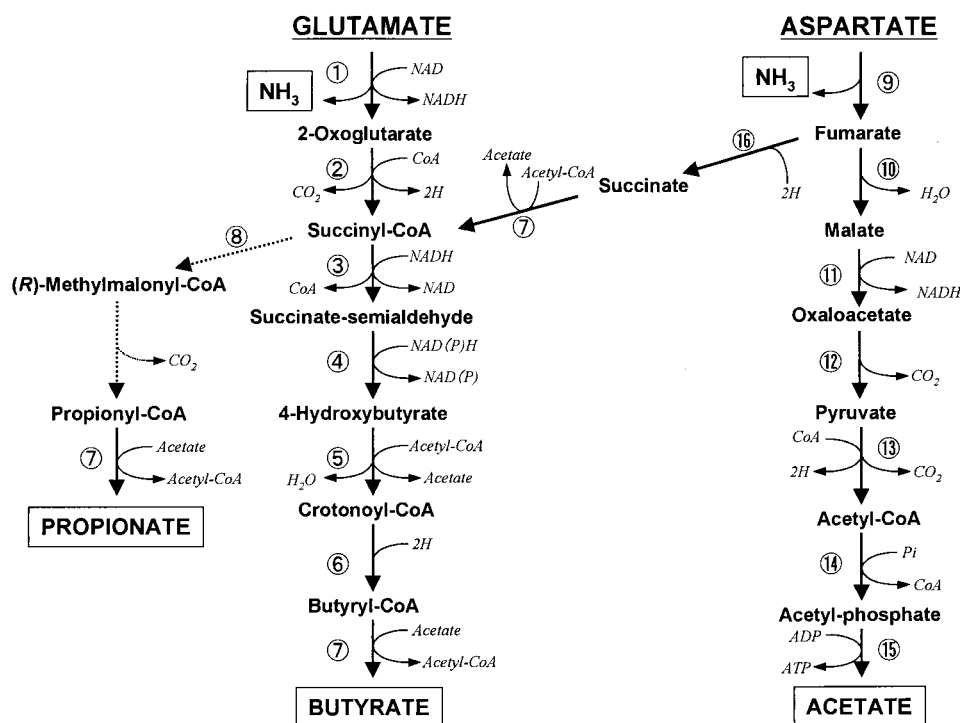 GLUTAMATE
ASPARTATE
① NAD
NH₃
NADH
NH₃
⑨
2-Oxoglutarate
Fumarate
② CoA
CO₂
2H
Acetate
Acetyl-CoA
Succinate
⑯
2H
⑩
H₂O
⑦
Succinyl-CoA
Malate
⑧
③ NADH
CoA
NAD
⑪ NAD
NADH
(R)-Methylmalonyl-CoA
Succinate-semialdehyde
Oxaloacetate
CO₂
④ NAD(P)H
NAD(P)
⑫
CO₂
Propionyl-CoA
4-Hydroxybutyrate
Pyruvate
⑦ Acetate
Acetyl-CoA
⑤ Acetyl-CoA
H₂O
Acetate
CoA ⑬
2H
CO₂
PROPIONATE
Crotonoyl-CoA
Acetyl-CoA
⑥ 2H
⑭ Pi
CoA
Butyryl-CoA
Acetyl-phosphate
⑦ Acetate
Acetyl-CoA
ADP ⑮
ATP
BUTYRATE
ACETATE